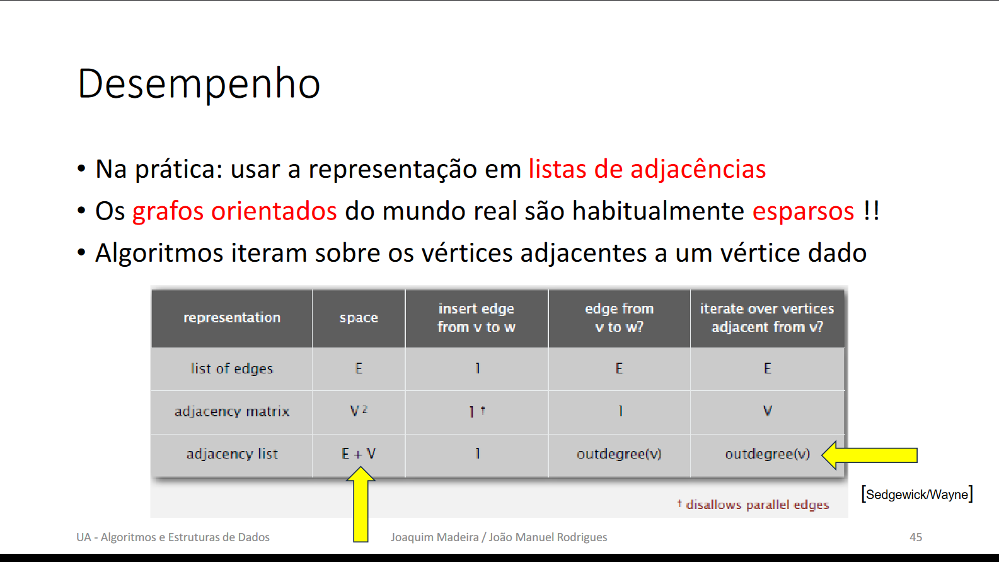 Desempenho
• Na prática: usar a representação em listas de adjacências
• Os grafos orientados do mundo real são habitualmente esparsos !!
• Algoritmos iteram sobre os vértices adjacentes a um vértice dado
representation space insert edge from v to w edge from v to w? iterate over vertices adjacent from v?
list of edges E 1 E E
adjacency matrix V² 1 † 1 V
adjacency list E + V 1 outdegree(v) outdegree(v)
[Sedgewick/Wayne]
† disallows parallel edges
UA - Algoritmos e Estruturas de Dados Joaquim Madeira / João Manuel Rodrigues 45